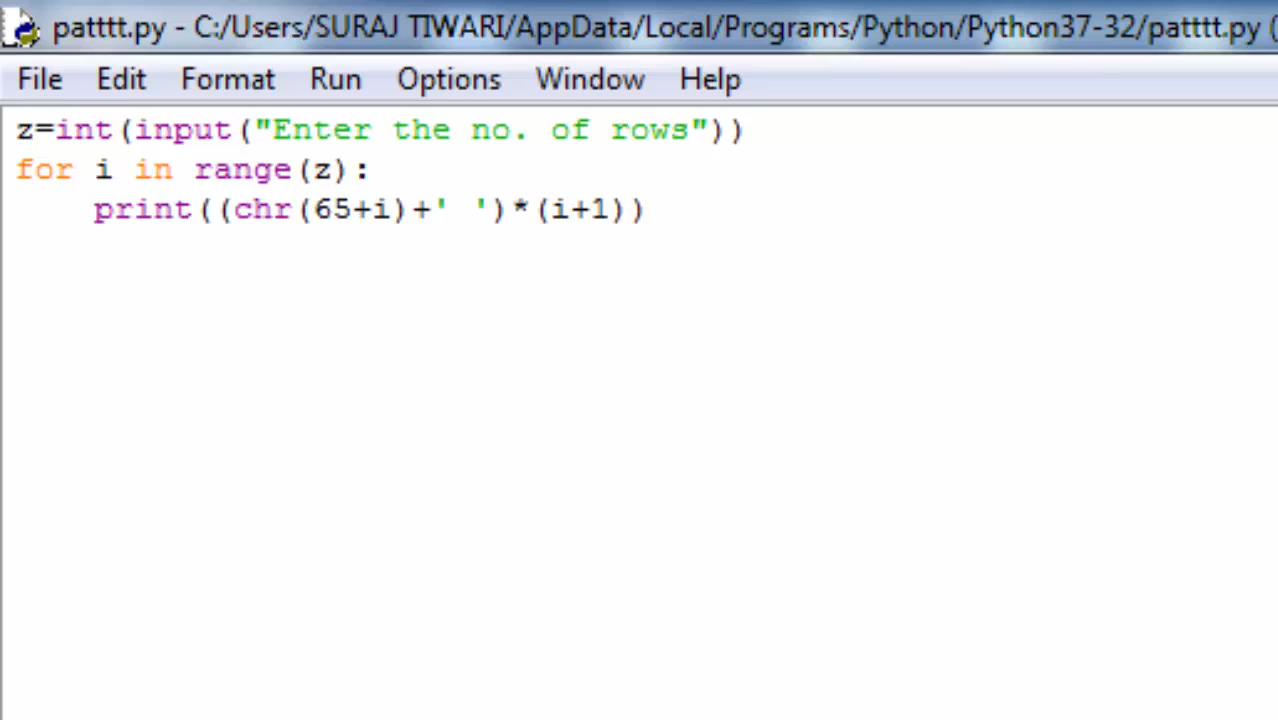 patttt.py - C:/Users/SURAJ TIWARI/AppData/Local/Programs/Python/Python37-32/patttt.py (
File Edit Format Run Options Window Help
z=int(input("Enter the no. of rows"))
for i in range(z):
    print((chr(65+i)+' ')*(i+1))